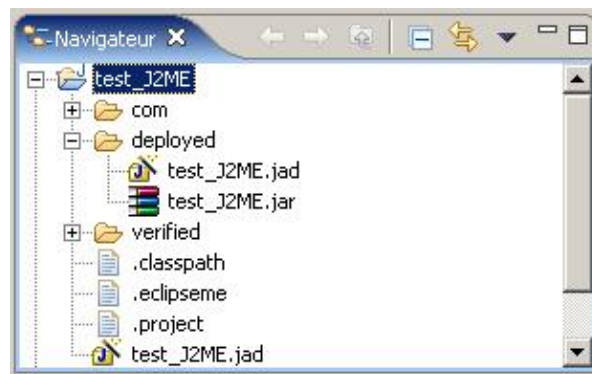 Navigateur
test_J2ME
com
deployed
test_J2ME.jad
test_J2ME.jar
verified
.classpath
.eclipseme
.project
test_J2ME.jad